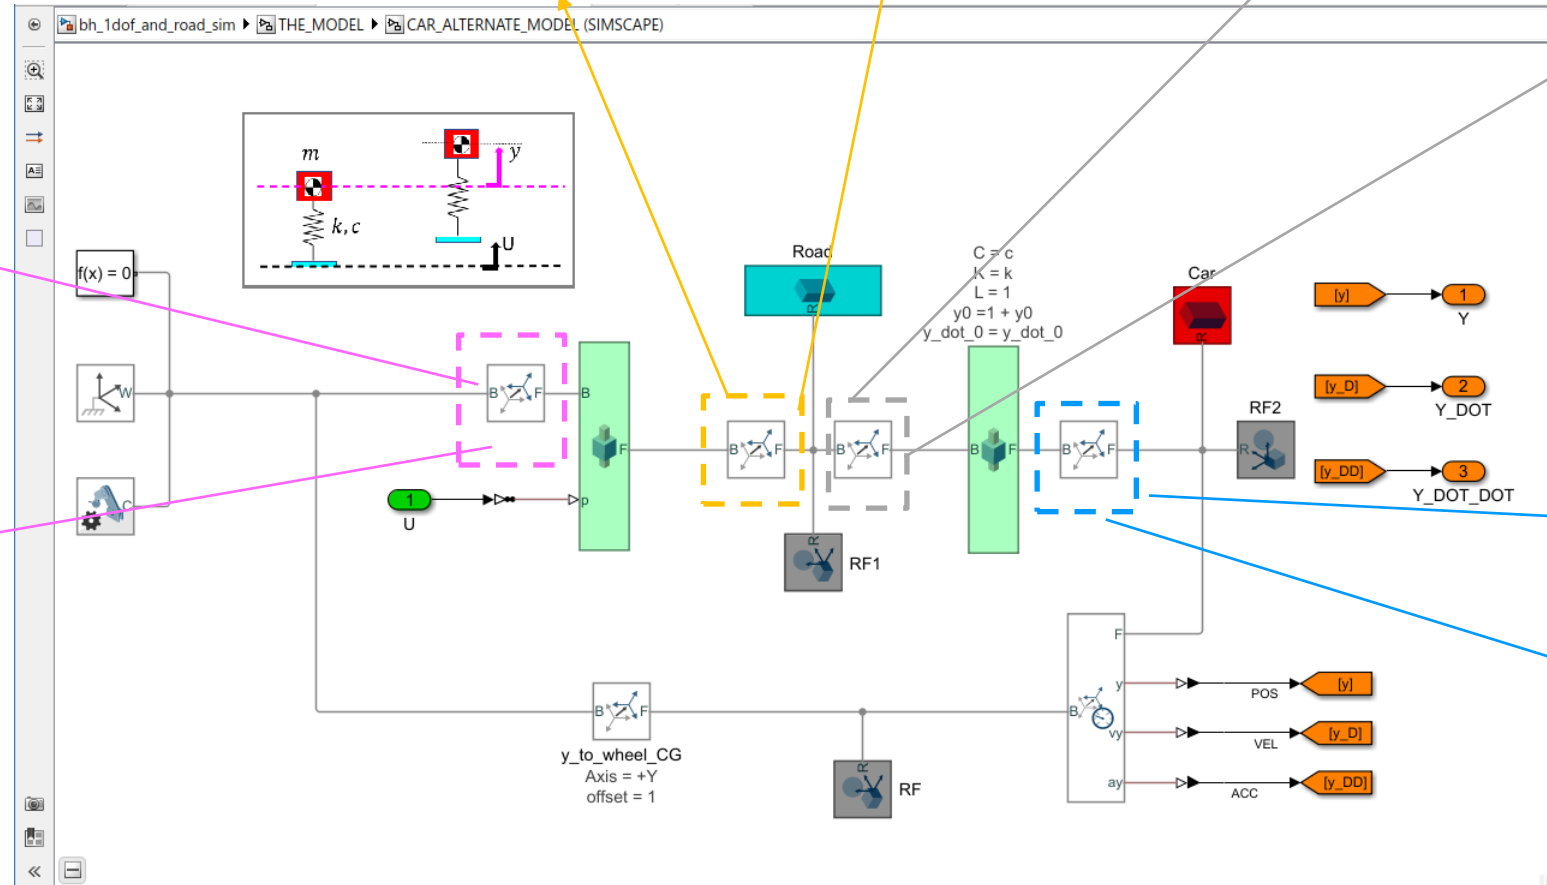 bh_1dof_and_road_sim THE_MODEL CAR_ALTERNATE_MODEL (SIMSCAPE)
m
y
k, c
U
f(x) = 0
W
C
B F
B
F
p
1
U
Road
R
B F
B F
R
RF1
C = c
K = k
L = 1
y0 =1 + y0
y_dot_0 = y_dot_0
B F
B F
Car
R
RF2
R
[y] 1
Y
[y_D] 2
Y_DOT
[y_DD] 3
Y_DOT_DOT
B F
y_to_wheel_CG
Axis = +Y
offset = 1
R
RF
F
B
y
vy
ay
POS [y]
VEL [y_D]
ACC [y_DD]